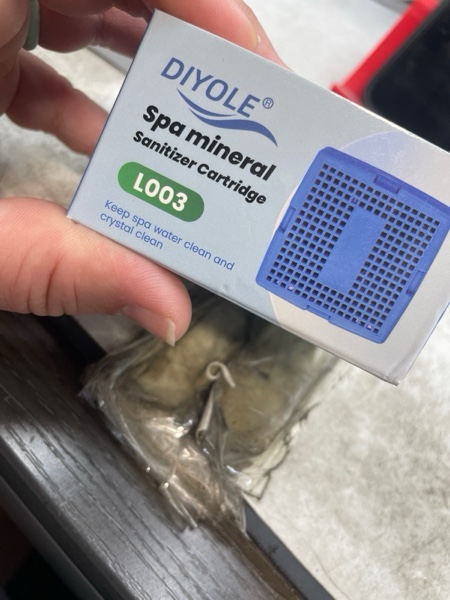 DIYOLE®
Spa mineral
Sanitizer Cartridge
L003
Keep spa water clean and
crystal clean